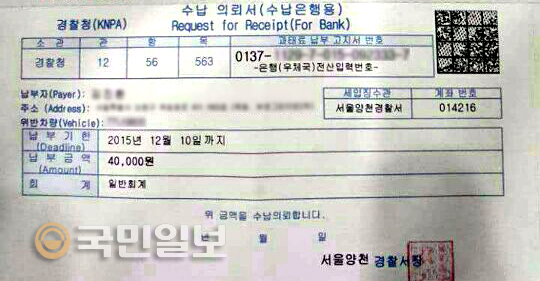 수납 의뢰서(수납은행용)
경찰청(KNPA) Request for Receipt(For Bank)
소 관 관 항 목 과태료 납부 고지서 번호
경찰청 12 56 563 0137-
-은행(우체국)전산입력번호-
납부자(Payer): 세입징수관 계좌 번호
주소 (Address): 서울양천경찰서 014216
위반차량(Vehicle):
납 부 기 한 (Deadline) 2015년 12월 10일까지
납 부 금 액 (Amount) 40,000원
회 계 일반회계
위 금액을 수납의뢰합니다.
년 월 일
서울양천 경찰서장
국민일보